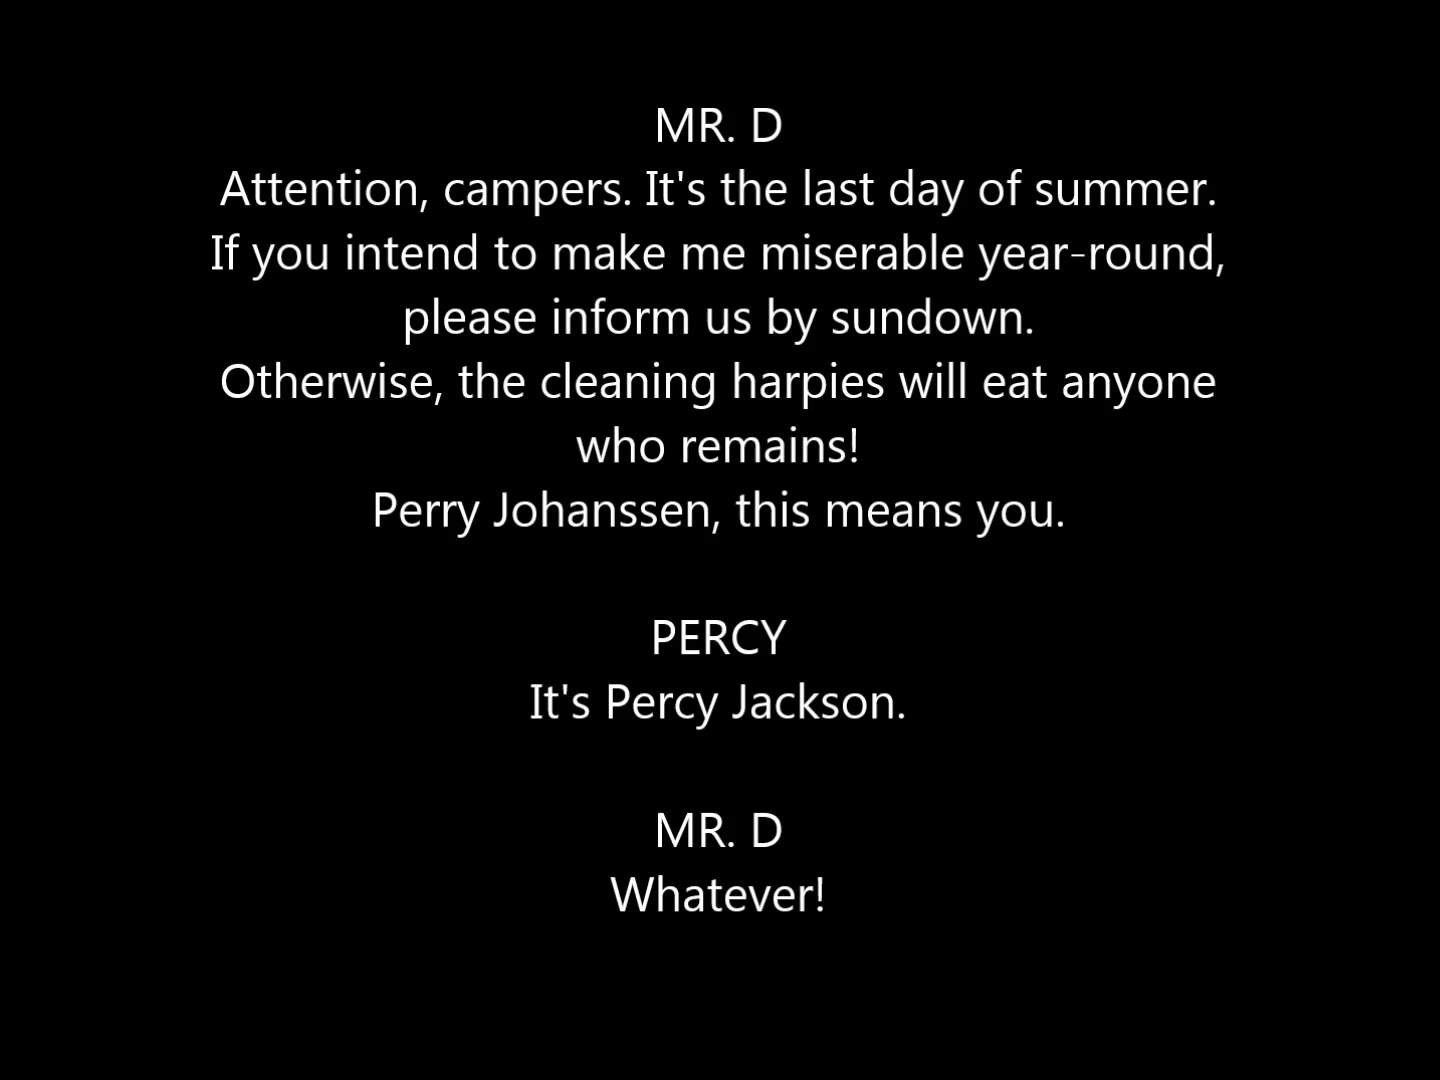 MR. D
Attention, campers. It's the last day of summer.
If you intend to make me miserable year-round,
please inform us by sundown.
Otherwise, the cleaning harpies will eat anyone
who remains!
Perry Johanssen, this means you.
PERCY
It's Percy Jackson.
MR. D
Whatever!